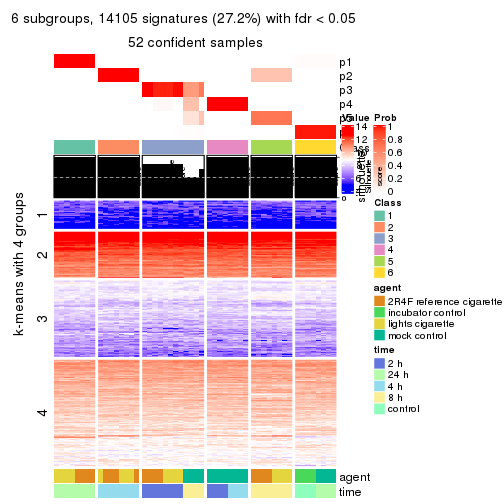 6 subgroups, 14105 signatures (27.2%) with fdr < 0.05
52 confident samples
p1
p2
p3
p4
Value Prob
14 1
12 0.8
0.6
0.4
0.2
0
Class
1
2
3
4
5
6
agent
2R4F reference cigarette
incubator control
lights cigarette
mock control
time
2 h
24 h
4 h
8 h
control
k-means with 4 groups
1
2
3
4
agent
time